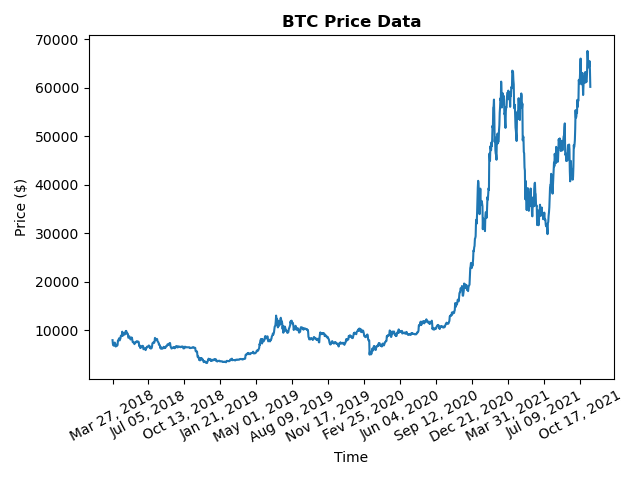 BTC Price Data
70000
60000
50000
40000
30000
20000
10000
Price ($)
Mar 27, 2018
Jul 05, 2018
Oct 13, 2018
Jan 21, 2019
May 01, 2019
Aug 09, 2019
Nov 17, 2019
Fev 25, 2020
Jun 04, 2020
Sep 12, 2020
Dec 21, 2020
Mar 31, 2021
Jul 09, 2021
Oct 17, 2021
Time